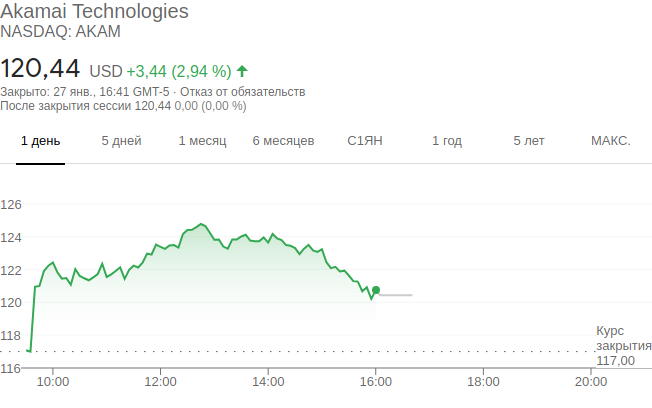 Akamai Technologies
NASDAQ: AKAM
120,44 USD +3,44 (2,94 %)
Закрыто: 27 янв., 16:41 GMT-5 · Отказ от обязательств
После закрытия сессии 120,44 0,00 (0,00 %)
1 день 5 дней 1 месяц 6 месяцев С1ЯН 1 год 5 лет МАКС.
126
124
122
120
118
Курс
закрытия
117,00
116
10:00 12:00 14:00 16:00 18:00 20:00